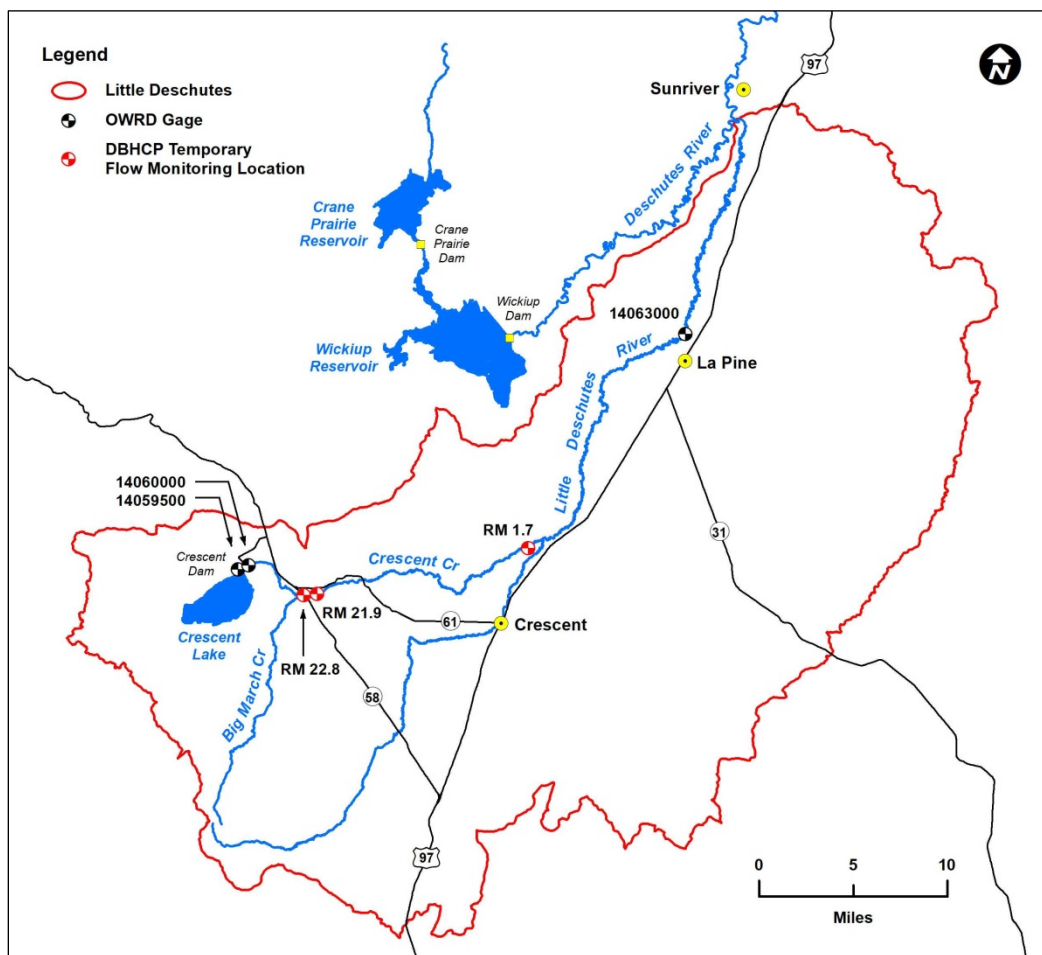 Legend
Little Deschutes
OWRD Gage
DBHCP Temporary
Flow Monitoring Location
N
97
Sunriver
Deschutes River
Crane
Prairie
Reservoir
Crane
Prairie
Dam
Wickiup
Dam
Wickiup
Reservoir
14063000
River
La Pine
Deschutes
Little
14060000
14059500
Crescent
Dam
RM 1.7
31
Crescent Cr
RM 21.9
61
Crescent
Crescent
Lake
RM 22.8
Big March Cr
58
97
0
5
10
Miles